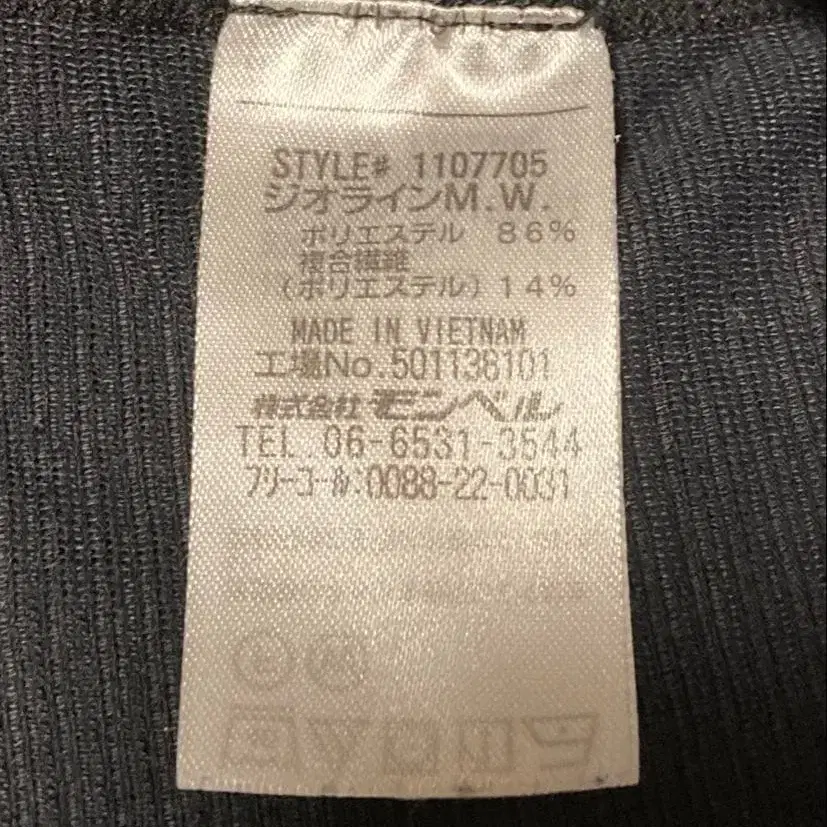 STYLE# 1107705
ジオラインM.W.
ポリエステル 86%
複合繊維
(ポリエステル)14%
MADE IN VIETNAM
工場No.501138101
株式会社 モンベル
TEL.06-6531-3544
フリーコール:0088-22-0031